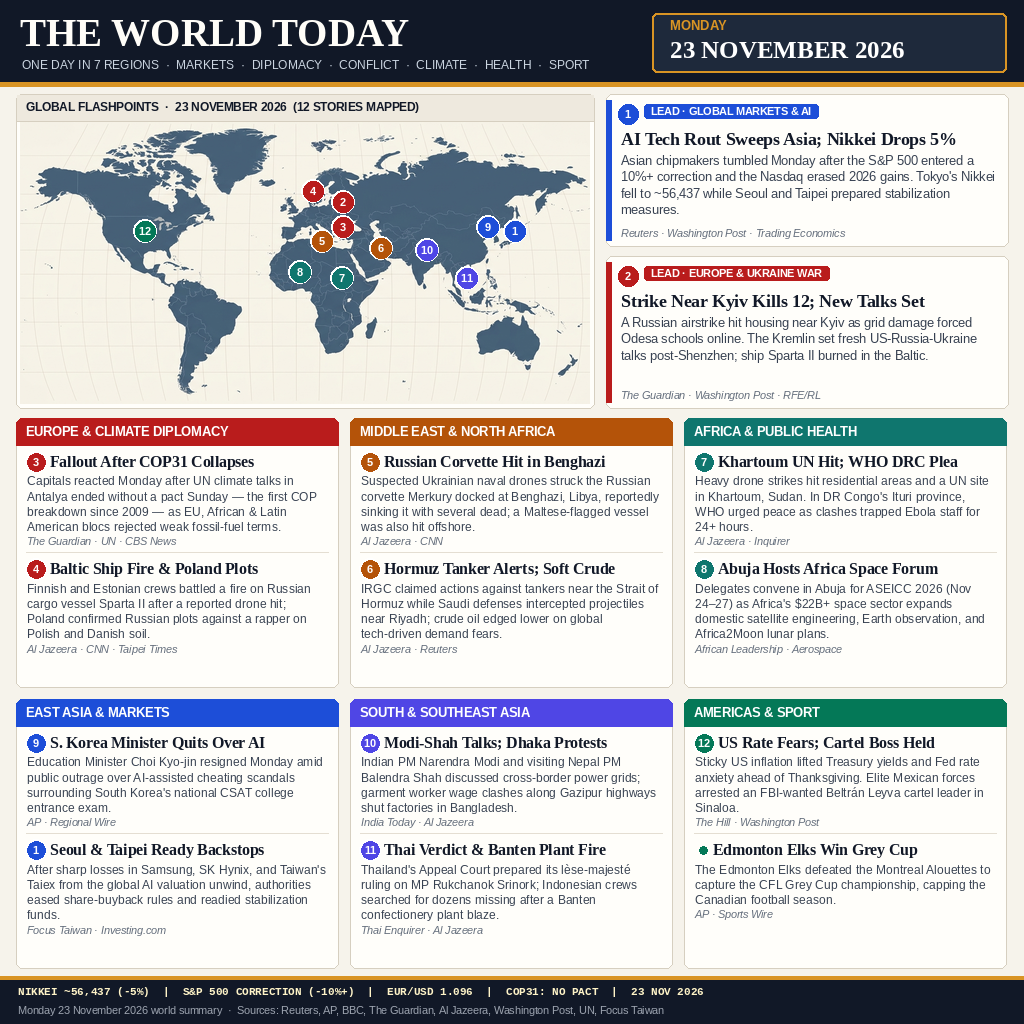 THE WORLD TODAY
ONE DAY IN 7 REGIONS · MARKETS · DIPLOMACY · CONFLICT · CLIMATE · HEALTH · SPORT
MONDAY
23 NOVEMBER 2026
GLOBAL FLASHPOINTS · 23 NOVEMBER 2026 (12 STORIES MAPPED)
4
2
12
3
9
1
5
6
10
8
7
11
1 LEAD · GLOBAL MARKETS & AI
AI Tech Rout Sweeps Asia; Nikkei Drops 5%
Asian chipmakers tumbled Monday after the S&P 500 entered a
10%+ correction and the Nasdaq erased 2026 gains. Tokyo's Nikkei
fell to ~56,437 while Seoul and Taipei prepared stabilization
measures.
Reuters · Washington Post · Trading Economics
2 LEAD · EUROPE & UKRAINE WAR
Strike Near Kyiv Kills 12; New Talks Set
A Russian airstrike hit housing near Kyiv as grid damage forced
Odesa schools online. The Kremlin set fresh US-Russia-Ukraine
talks post-Shenzhen; ship Sparta II burned in the Baltic.
The Guardian · Washington Post · RFE/RL
EUROPE & CLIMATE DIPLOMACY
3 Fallout After COP31 Collapses
Capitals reacted Monday after UN climate talks in
Antalya ended without a pact Sunday — the first COP
breakdown since 2009 — as EU, African & Latin
American blocs rejected weak fossil-fuel terms.
The Guardian · UN · CBS News
4 Baltic Ship Fire & Poland Plots
Finnish and Estonian crews battled a fire on Russian
cargo vessel Sparta II after a reported drone hit;
Poland confirmed Russian plots against a rapper on
Polish and Danish soil.
Al Jazeera · CNN · Taipei Times
MIDDLE EAST & NORTH AFRICA
5 Russian Corvette Hit in Benghazi
Suspected Ukrainian naval drones struck the Russian
corvette Merkury docked at Benghazi, Libya, reportedly
sinking it with several dead; a Maltese-flagged vessel
was also hit offshore.
Al Jazeera · CNN
6 Hormuz Tanker Alerts; Soft Crude
IRGC claimed actions against tankers near the Strait of
Hormuz while Saudi defenses intercepted projectiles
near Riyadh; crude oil edged lower on global
tech-driven demand fears.
Al Jazeera · Reuters
AFRICA & PUBLIC HEALTH
7 Khartoum UN Hit; WHO DRC Plea
Heavy drone strikes hit residential areas and a UN site
in Khartoum, Sudan. In DR Congo's Ituri province,
WHO urged peace as clashes trapped Ebola staff for
24+ hours.
Al Jazeera · Inquirer
8 Abuja Hosts Africa Space Forum
Delegates convene in Abuja for ASEICC 2026 (Nov
24–27) as Africa's $22B+ space sector expands
domestic satellite engineering, Earth observation, and
Africa2Moon lunar plans.
African Leadership · Aerospace
EAST ASIA & MARKETS
9 S. Korea Minister Quits Over AI
Education Minister Choi Kyo-jin resigned Monday amid
public outrage over AI-assisted cheating scandals
surrounding South Korea's national CSAT college
entrance exam.
AP · Regional Wire
1 Seoul & Taipei Ready Backstops
After sharp losses in Samsung, SK Hynix, and Taiwan's
Taiex from the global AI valuation unwind, authorities
eased share-buyback rules and readied stabilization
funds.
Focus Taiwan · Investing.com
SOUTH & SOUTHEAST ASIA
10 Modi-Shah Talks; Dhaka Protests
Indian PM Narendra Modi and visiting Nepal PM
Balendra Shah discussed cross-border power grids;
garment worker wage clashes along Gazipur highways
shut factories in Bangladesh.
India Today · Al Jazeera
11 Thai Verdict & Banten Plant Fire
Thailand's Appeal Court prepared its lèse-majesté
ruling on MP Rukchanok Srinork; Indonesian crews
searched for dozens missing after a Banten
confectionery plant blaze.
Thai Enquirer · Al Jazeera
AMERICAS & SPORT
12 US Rate Fears; Cartel Boss Held
Sticky US inflation lifted Treasury yields and Fed rate
anxiety ahead of Thanksgiving. Elite Mexican forces
arrested an FBI-wanted Beltrán Leyva cartel leader in
Sinaloa.
The Hill · Washington Post
Edmonton Elks Win Grey Cup
The Edmonton Elks defeated the Montreal Alouettes to
capture the CFL Grey Cup championship, capping the
Canadian football season.
AP · Sports Wire
NIKKEI ~56,437 (-5%) | S&P 500 CORRECTION (-10%+) | EUR/USD 1.096 | COP31: NO PACT | 23 NOV 2026
Monday 23 November 2026 world summary · Sources: Reuters, AP, BBC, The Guardian, Al Jazeera, Washington Post, UN, Focus Taiwan